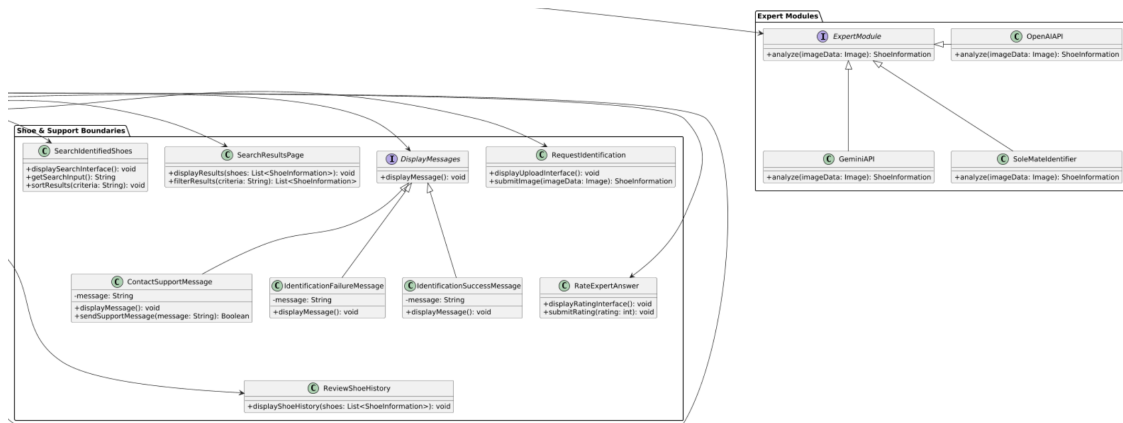 Expert Modules
I ExpertModule
+analyze(imageData: Image): ShoeInformation
C OpenAIAPI
+analyze(imageData: Image): ShoeInformation
C GeminiAPI
+analyze(imageData: Image): ShoeInformation
C SoleMateIdentifier
+analyze(imageData: Image): ShoeInformation
Shoe & Support Boundaries
C SearchIdentifiedShoes
+displaySearchInterface(): void
+getSearchInput(): String
+sortResults(criteria: String): void
C SearchResultsPage
+displayResults(shoes: List<ShoeInformation>): void
+filterResults(criteria: String): List<ShoeInformation>
I DisplayMessages
+displayMessage(): void
C RequestIdentification
+displayUploadInterface(): void
+submitImage(imageData: Image): ShoeInformation
C ContactSupportMessage
-message: String
+displayMessage(): void
+sendSupportMessage(message: String): Boolean
C IdentificationFailureMessage
-message: String
+displayMessage(): void
C IdentificationSuccessMessage
-message: String
+displayMessage(): void
C RateExpertAnswer
+displayRatingInterface(): void
+submitRating(rating: int): void
C ReviewShoeHistory
+displayShoeHistory(shoes: List<ShoeInformation>): void